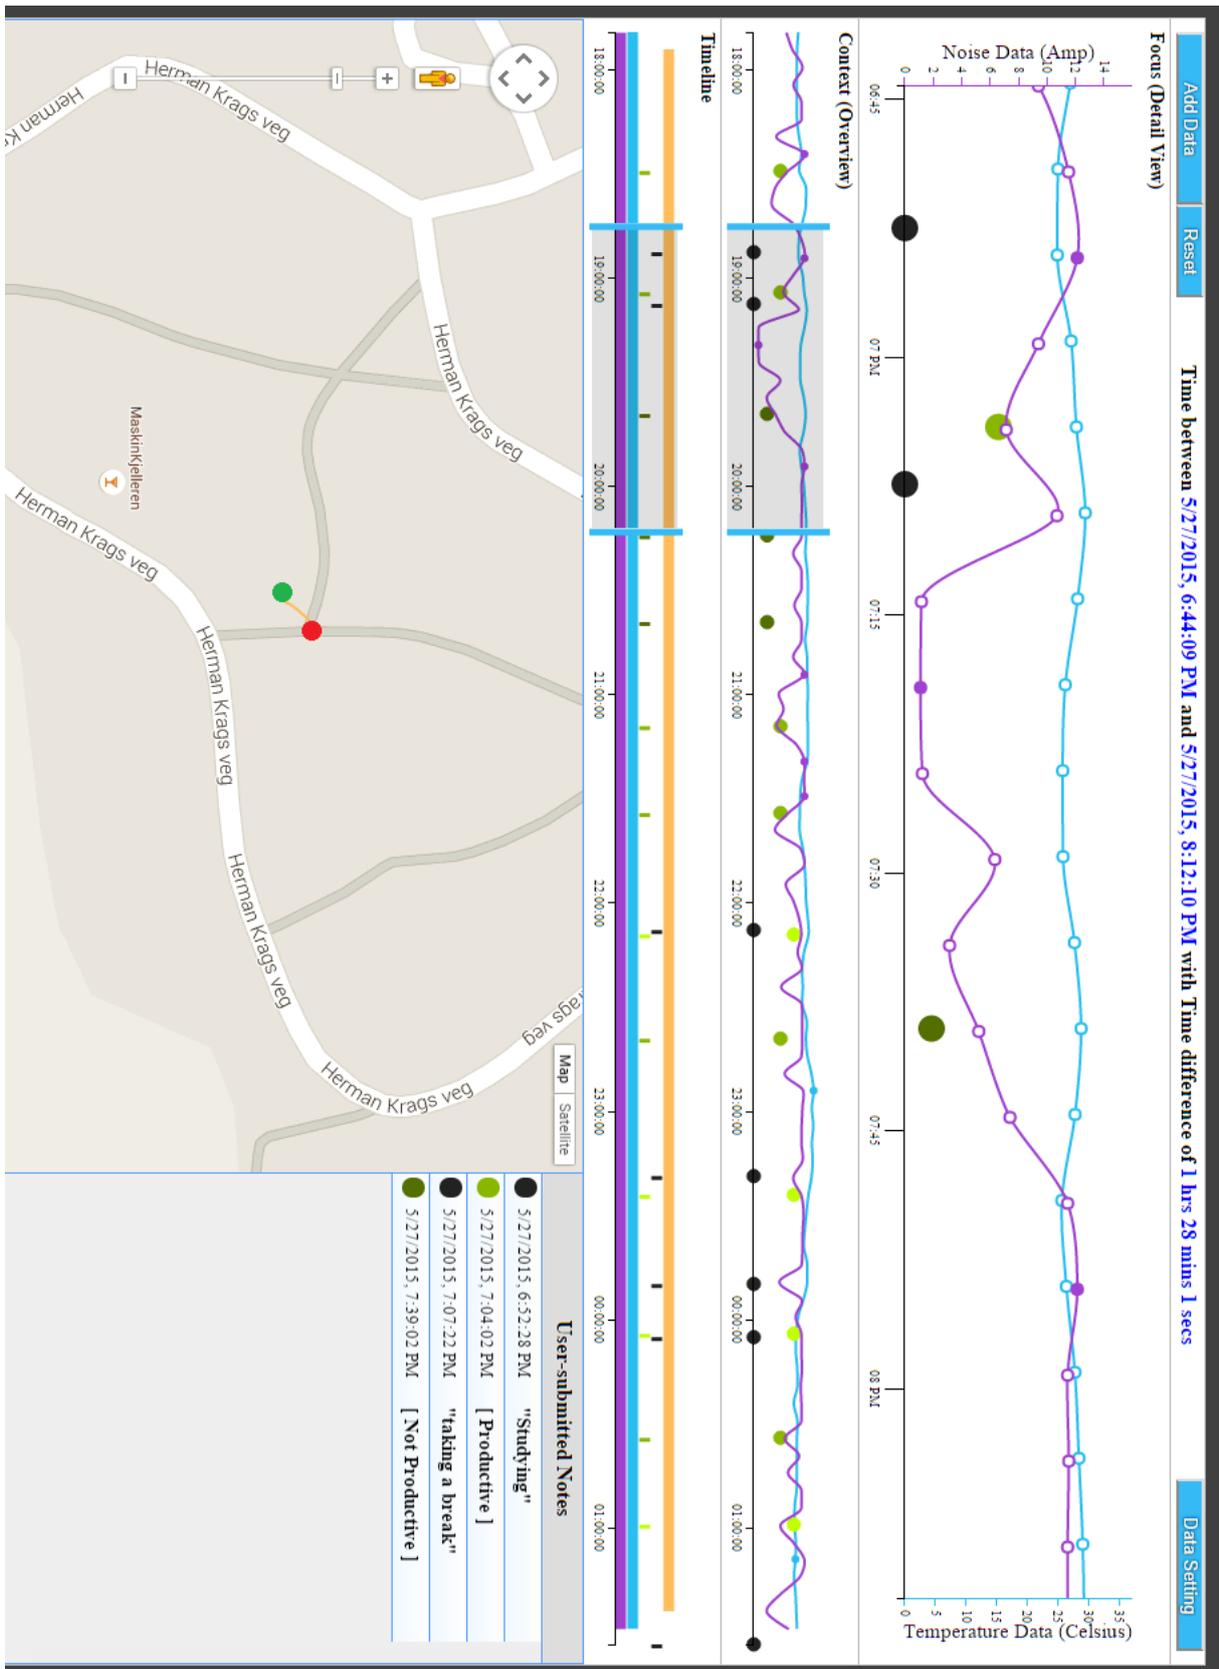 Add Data
Reset
Time between 5/27/2015, 6:44:09 PM and 5/27/2015, 8:12:10 PM with Time difference of 1 hrs 28 mins 1 secs
Data Setting
Focus (Detail View)
Noise Data (Amp)
0 2 4 6 8 10 12 14
06:45 07 PM 07:15 07:30 07:45 08 PM
0 5 10 15 20 25 30 35
Temperature Data (Celsius)
Context (Overview)
18:00:00 19:00:00 20:00:00 21:00:00 22:00:00 23:00:00 00:00:00 01:00:00
Timeline
18:00:00 19:00:00 20:00:00 21:00:00 22:00:00 23:00:00 00:00:00 01:00:00
Map
Satellite
Herman Krags veg
Herman Krags veg
Herman K
Herman Krags veg
Herman Krags veg
Herman Krags veg
Herman Krags veg
rags veg
MaskinKjelleren
User-submitted Notes
5/27/2015, 6:52:28 PM "Studying"
5/27/2015, 7:04:02 PM [ Productive ]
5/27/2015, 7:07:22 PM "taking a break"
5/27/2015, 7:39:02 PM [ Not Productive ]